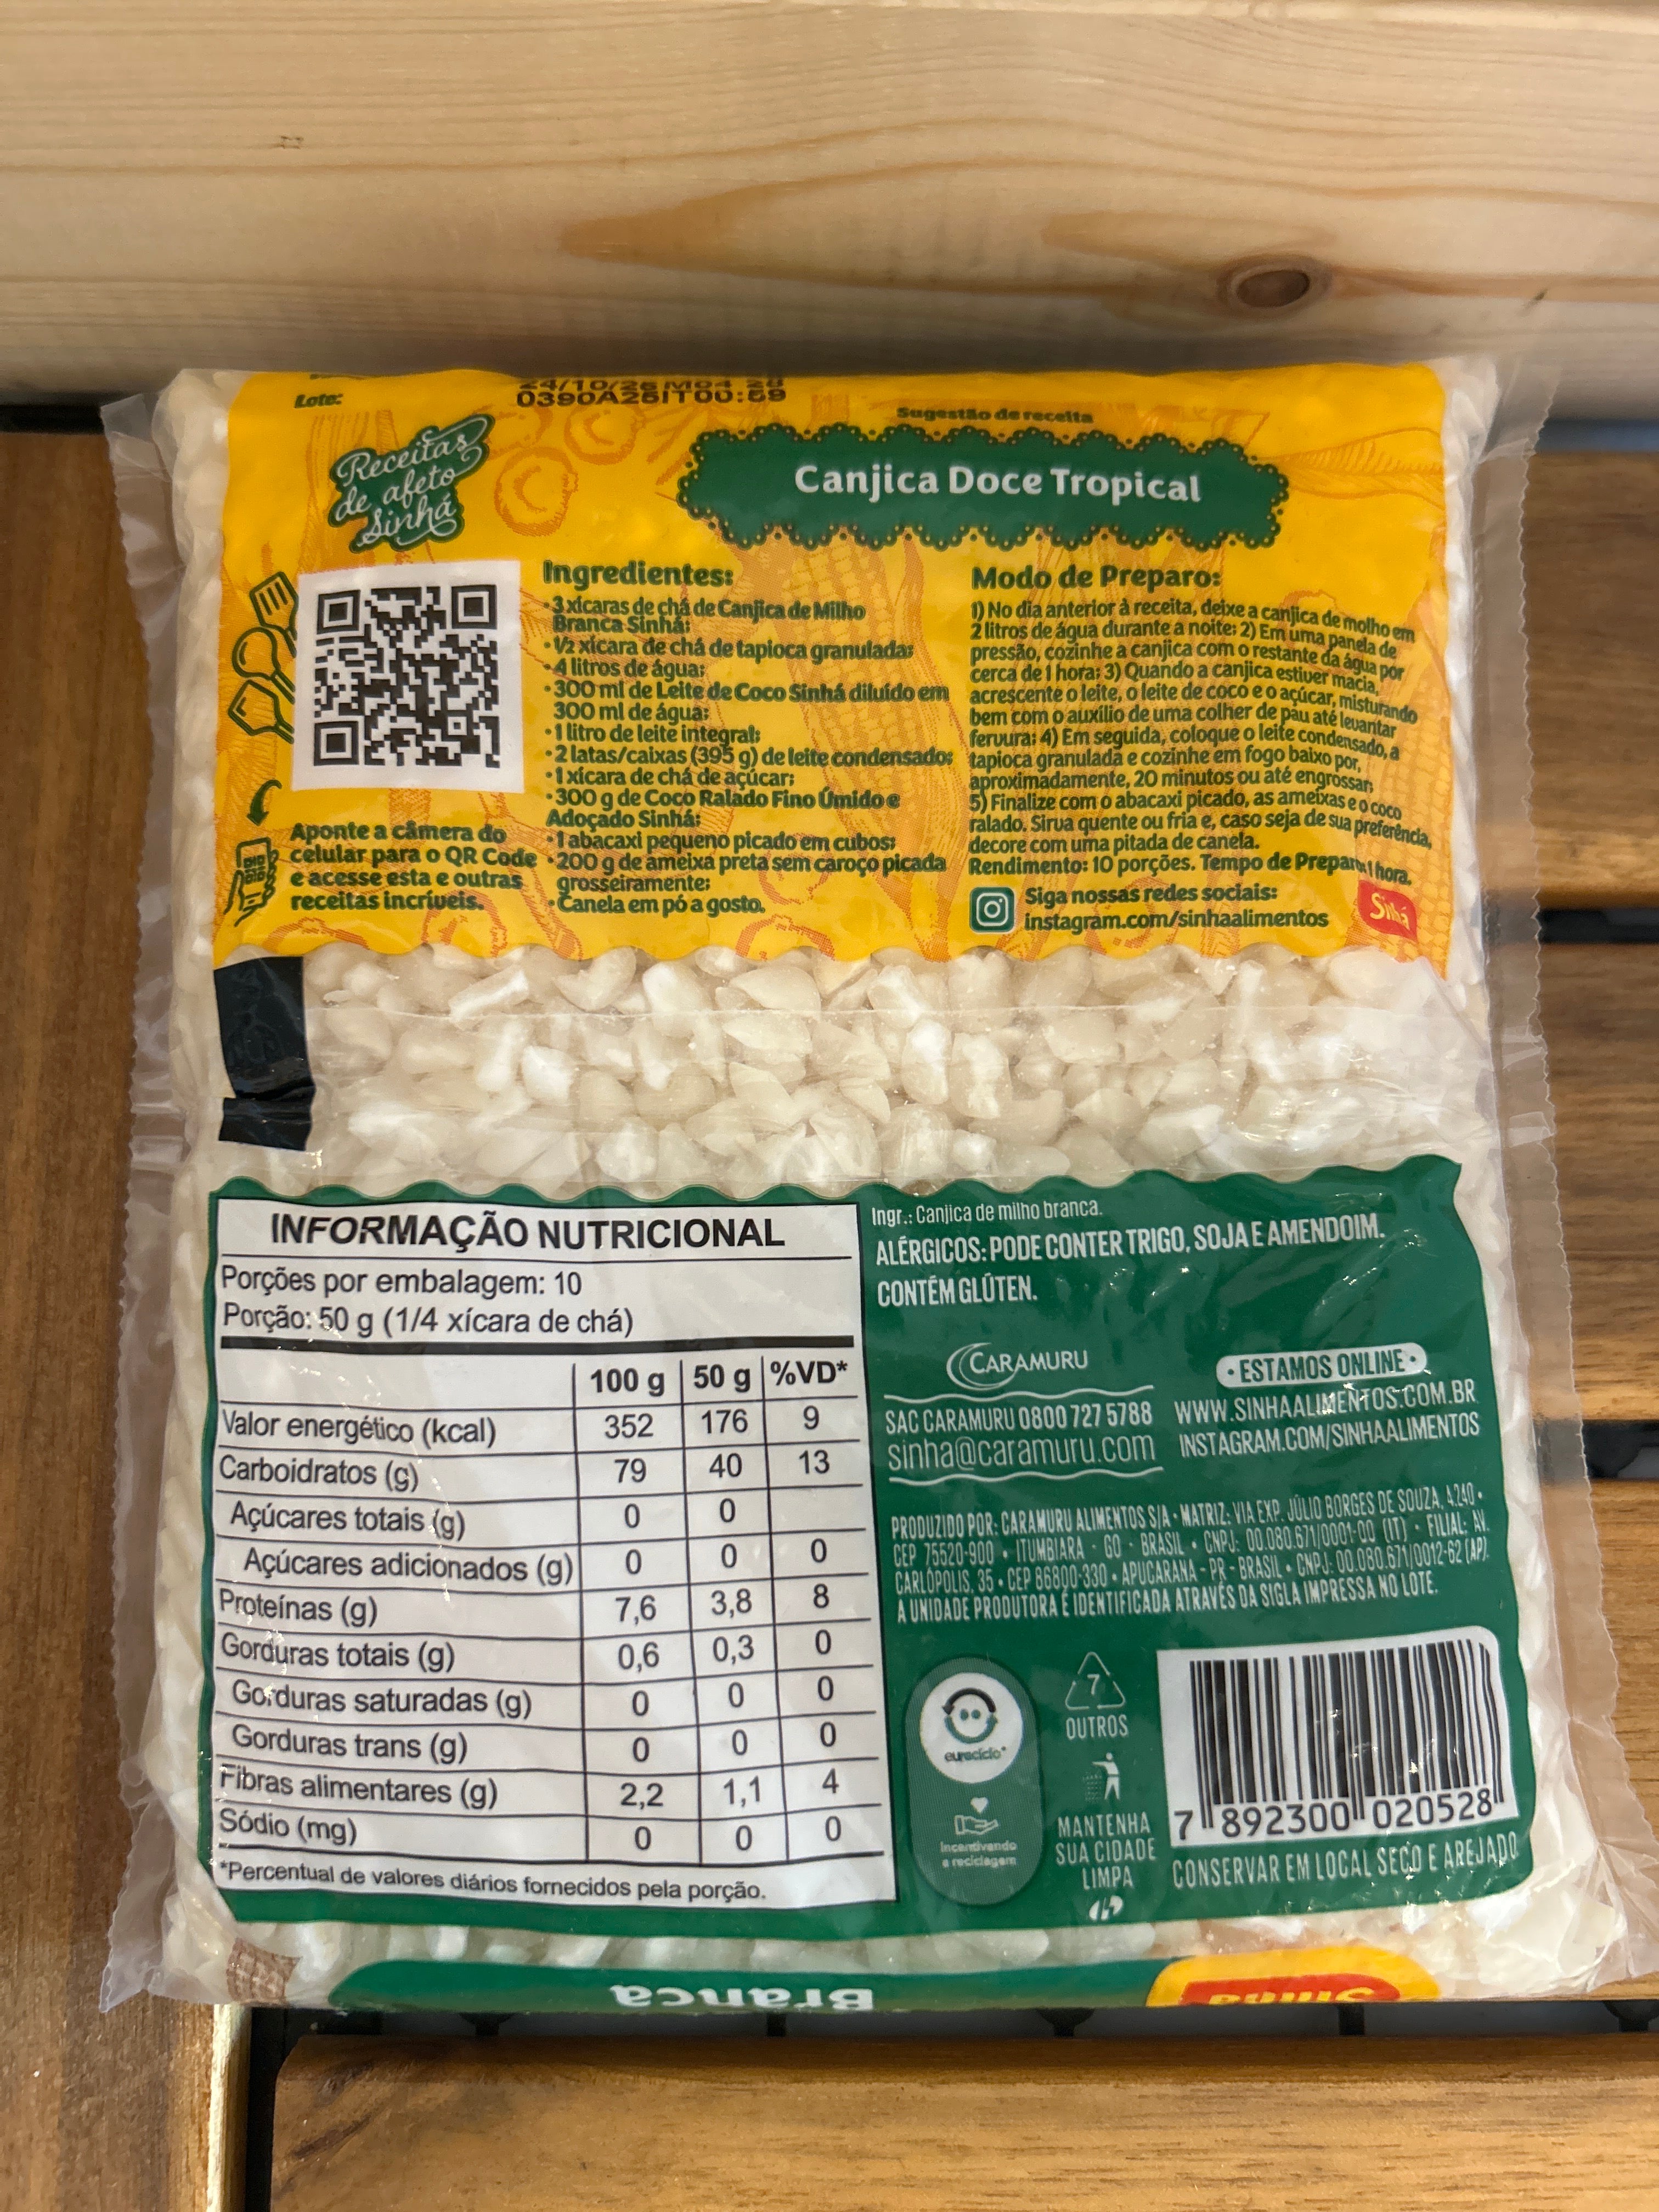 Lote:
24/10/26 M04 28
0390A26IT00:59
Receitas
de afeto
Sinhá
Sugestão de receita
Canjica Doce Tropical
Ingredientes:
•3 xícaras de chá de Canjica de Milho
Branca Sinhá;
•1/2 xícara de chá de tapioca granulada;
•4 litros de água;
•300 ml de Leite de Coco Sinhá diluído em
300 ml de água;
•1 litro de leite integral;
•2 latas/caixas (395 g) de leite condensado;
•1 xícara de chá de açúcar;
•300 g de Coco Ralado Fino Úmido e
Adoçado Sinhá;
•1 abacaxi pequeno picado em cubos;
•200 g de ameixa preta sem caroço picada
grosseiramente;
•Canela em pó a gosto.
Modo de Preparo:
1) No dia anterior à receita, deixe a canjica de molho em
2 litros de água durante a noite; 2) Em uma panela de
pressão, cozinhe a canjica com o restante da água por
cerca de 1 hora; 3) Quando a canjica estiver macia,
acrescente o leite, o leite de coco e o açúcar, misturando
bem com o auxílio de uma colher de pau até levantar
fervura; 4) Em seguida, coloque o leite condensado, a
tapioca granulada e cozinhe em fogo baixo por,
aproximadamente, 20 minutos ou até engrossar;
5) Finalize com o abacaxi picado, as ameixas e o coco
ralado. Sirva quente ou fria e, caso seja de sua preferência,
decore com uma pitada de canela.
Rendimento: 10 porções. Tempo de Preparo: 1 hora.
Aponte a câmera do
celular para o QR Code
e acesse esta e outras
receitas incríveis.
Siga nossas redes sociais:
instagram.com/sinhaalimentos
Sinhá
INFORMAÇÃO NUTRICIONAL
Porções por embalagem: 10
Porção: 50 g (1/4 xícara de chá)
100 g 50 g %VD*
Valor energético (kcal) 352 176 9
Carboidratos (g) 79 40 13
Açúcares totais (g) 0 0
Açúcares adicionados (g) 0 0 0
Proteínas (g) 7,6 3,8 8
Gorduras totais (g) 0,6 0,3 0
Gorduras saturadas (g) 0 0 0
Gorduras trans (g) 0 0 0
Fibras alimentares (g) 2,2 1,1 4
Sódio (mg) 0 0 0
*Percentual de valores diários fornecidos pela porção.
Ingr.: Canjica de milho branca.
ALÉRGICOS: PODE CONTER TRIGO, SOJA E AMENDOIM.
CONTÉM GLÚTEN.
CARAMURU
SAC CARAMURU 0800 727 5788
sinha@caramuru.com
• ESTAMOS ONLINE •
WWW.SINHAALIMENTOS.COM.BR
INSTAGRAM.COM/SINHAALIMENTOS
PRODUZIDO POR: CARAMURU ALIMENTOS S/A • MATRIZ: VIA EXP. JÚLIO BORGES DE SOUZA, 4.240 •
CEP 75520-900 • ITUMBIARA - GO - BRASIL • CNPJ: 00.080.671/0001-00 (IT) • FILIAL: AV.
CARLÓPOLIS, 35 • CEP 86800-330 • APUCARANA - PR - BRASIL • CNPJ: 00.080.671/0012-62 (AP).
A UNIDADE PRODUTORA É IDENTIFICADA ATRAVÉS DA SIGLA IMPRESSA NO LOTE.
eureciclo
Incentivando
a reciclagem
7
OUTROS
MANTENHA
SUA CIDADE
LIMPA
7 892300 020528
CONSERVAR EM LOCAL SECO E AREJADO
Branca
Sinhá